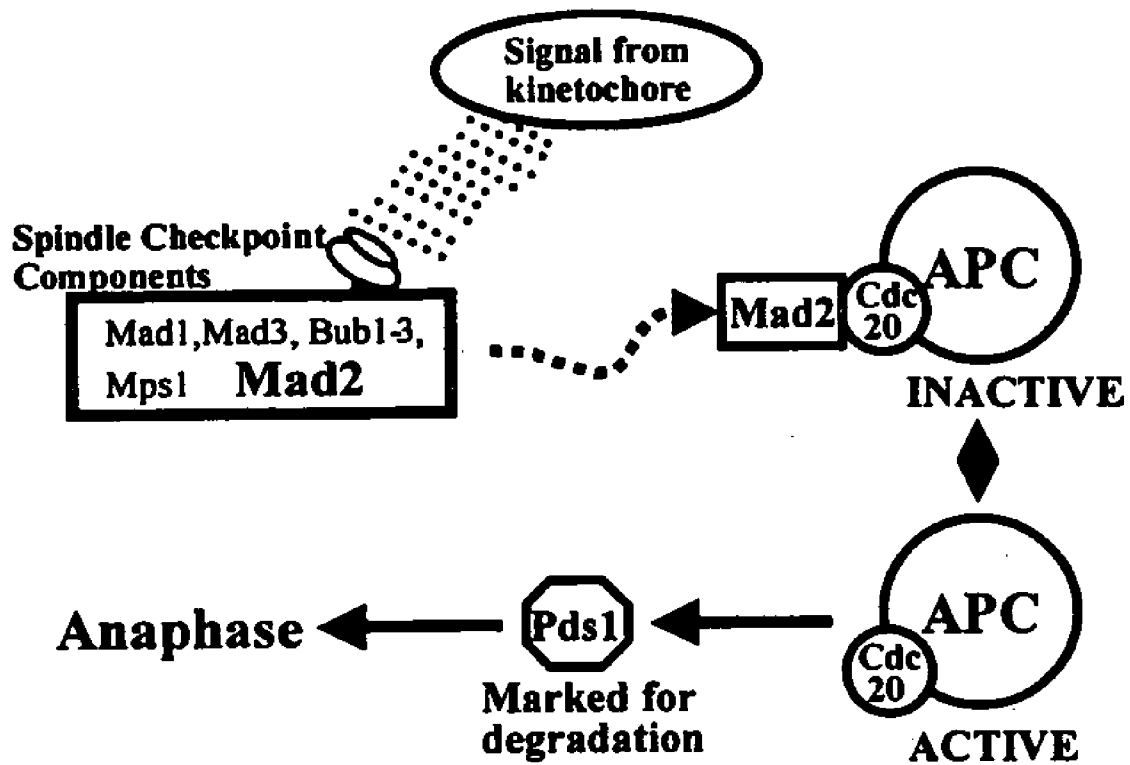 Signal from
kinetochore
Spindle Checkpoint
Components
Mad1,Mad3, Bub1-3,
Mps1 Mad2
Mad2
Cdc
20
APC
INACTIVE
APC
Cdc
20
ACTIVE
Pds1
Marked for
degradation
Anaphase